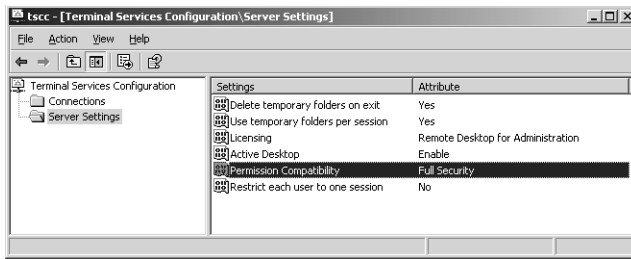 tscc - [Terminal Services Configuration\Server Settings]
File Action View Help
Terminal Services Configuration
Connections
Server Settings
Settings Attribute
Delete temporary folders on exit Yes
Use temporary folders per session Yes
Licensing Remote Desktop for Administration
Active Desktop Enable
Permission Compatibility Full Security
Restrict each user to one session No